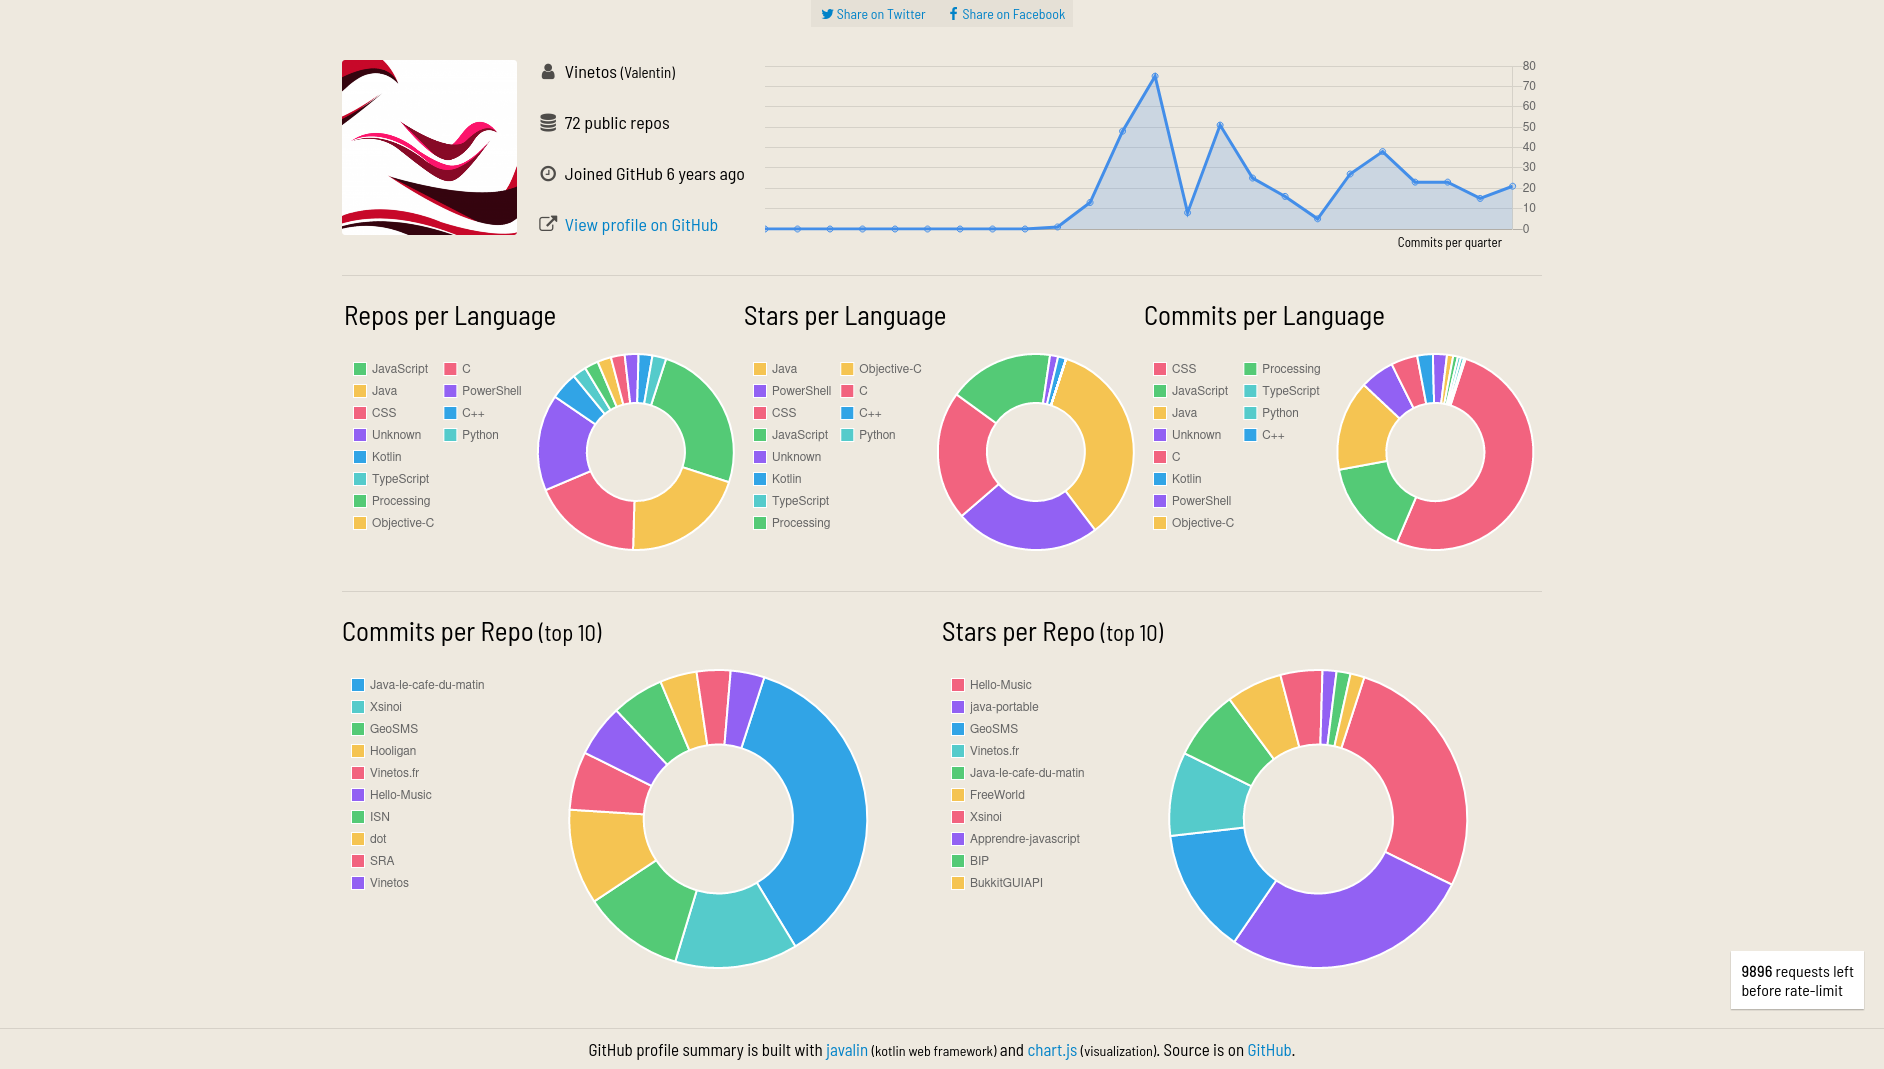 Share on Twitter Share on Facebook
Vinetos (Valentin)
72 public repos
Joined GitHub 6 years ago
View profile on GitHub
80
70
60
50
40
30
20
10
0
Commits per quarter
Repos per Language
JavaScript
Java
CSS
Unknown
Kotlin
TypeScript
Processing
Objective-C
C
PowerShell
C++
Python
Stars per Language
Java
PowerShell
CSS
JavaScript
Unknown
Kotlin
TypeScript
Processing
Objective-C
C
C++
Python
Commits per Language
CSS
JavaScript
Java
Unknown
C
Kotlin
PowerShell
Objective-C
Processing
TypeScript
Python
C++
Commits per Repo (top 10)
Java-le-cafe-du-matin
Xsinoi
GeoSMS
Hooligan
Vinetos.fr
Hello-Music
ISN
dot
SRA
Vinetos
Stars per Repo (top 10)
Hello-Music
java-portable
GeoSMS
Vinetos.fr
Java-le-cafe-du-matin
FreeWorld
Xsinoi
Apprendre-javascript
BIP
BukkitGUIAPI
9896 requests left
before rate-limit
GitHub profile summary is built with javalin (kotlin web framework) and chart.js (visualization). Source is on GitHub.